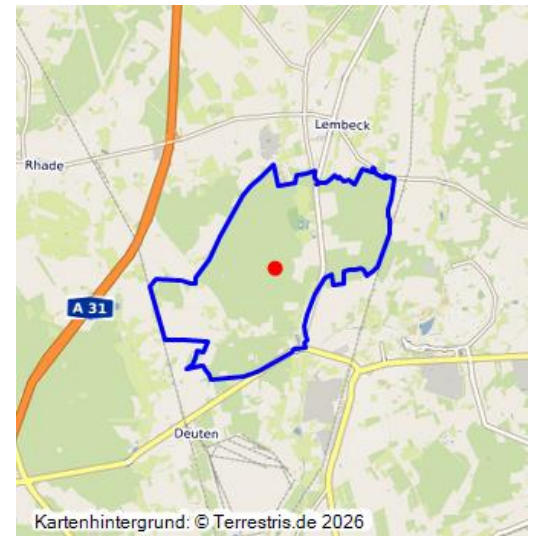 Lembeck
Rhade
A 31
Deuten
Kartenhintergrund: © Terrestris.de 2026